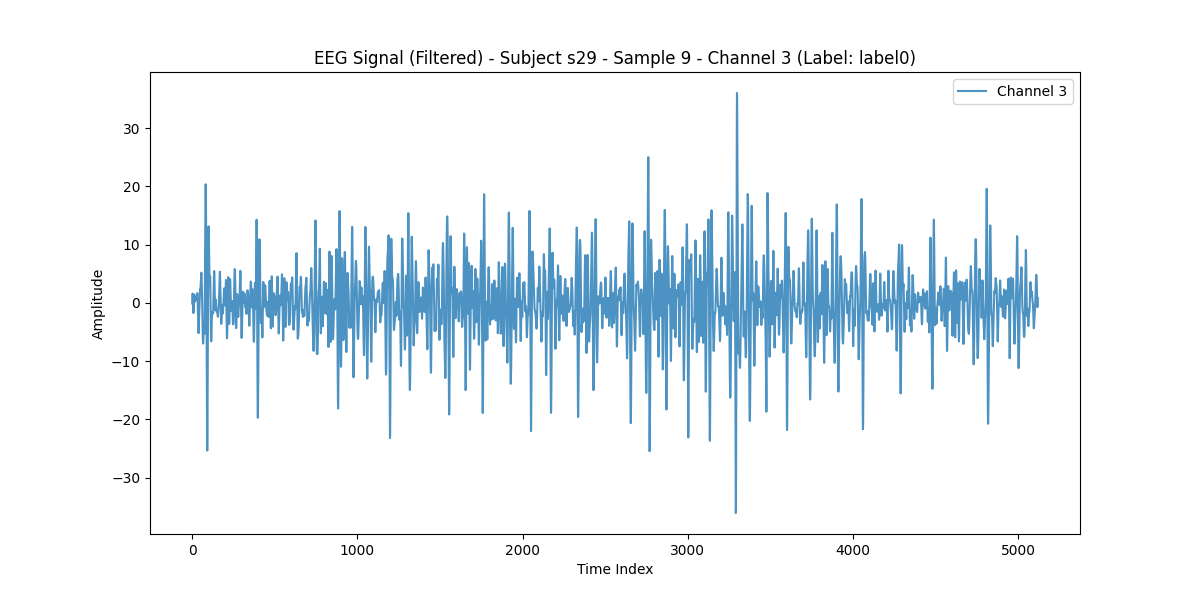 EEG Signal (Filtered) - Subject s29 - Sample 9 - Channel 3 (Label: label0)
Channel 3
30
20
10
0
−10
−20
−30
Amplitude
0 1000 2000 3000 4000 5000
Time Index